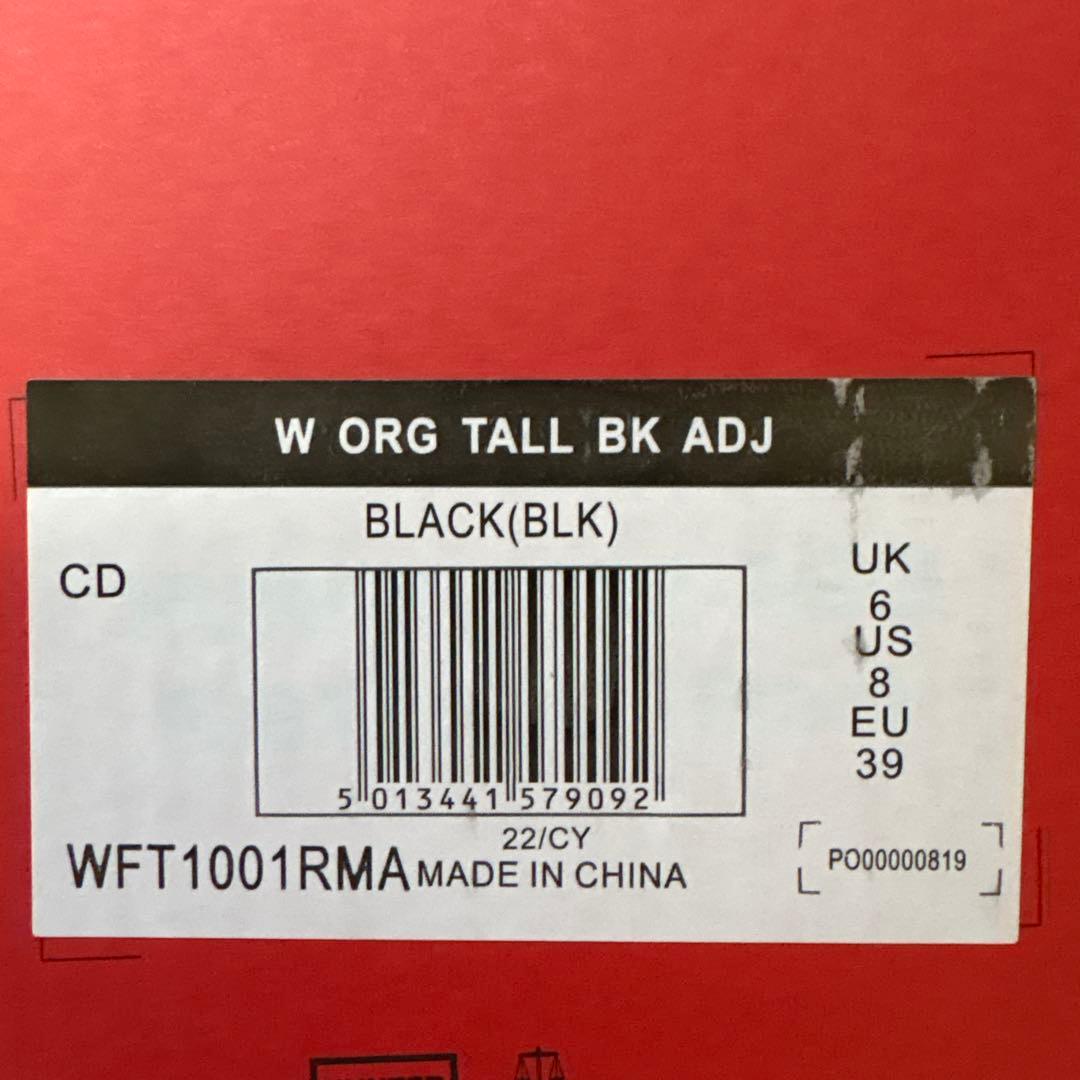 W ORG TALL BK ADJ
BLACK(BLK)
CD
UK
6
US
8
EU
39
5 013441 579092
22/CY
WFT1001RMA MADE IN CHINA
PO00000819